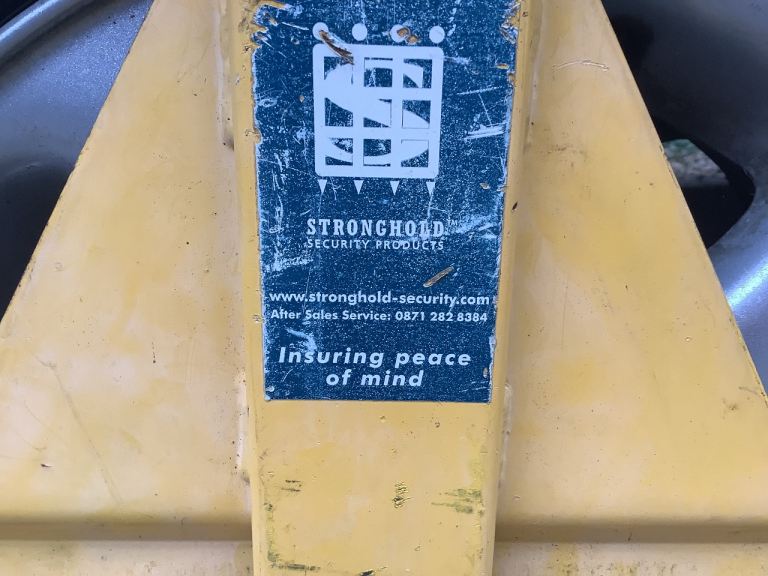 STRONGHOLD™
SECURITY PRODUCTS
www.stronghold-security.com
After Sales Service: 0871 282 8384
Insuring peace
of mind